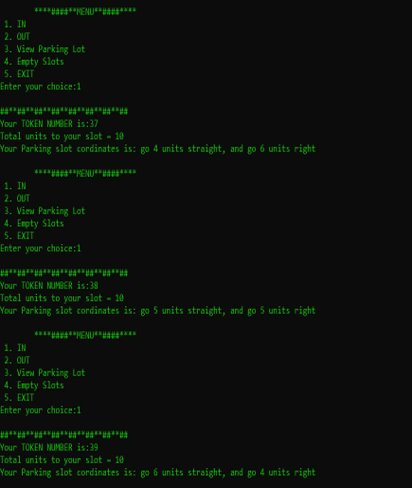 ****####**MENU**####****
1. IN
2. OUT
3. View Parking Lot
4. Empty Slots
5. EXIT
Enter your choice:1
##**##**##**##**##**##**##**##
Your TOKEN NUMBER is:37
Total units to your slot = 10
Your Parking slot cordinates is: go 4 units straight, and go 6 units right
****####**MENU**####****
1. IN
2. OUT
3. View Parking Lot
4. Empty Slots
5. EXIT
Enter your choice:1
##**##**##**##**##**##**##**##
Your TOKEN NUMBER is:38
Total units to your slot = 10
Your Parking slot cordinates is: go 5 units straight, and go 5 units right
****####**MENU**####****
1. IN
2. OUT
3. View Parking Lot
4. Empty Slots
5. EXIT
Enter your choice:1
##**##**##**##**##**##**##**##
Your TOKEN NUMBER is:39
Total units to your slot = 10
Your Parking slot cordinates is: go 6 units straight, and go 4 units right